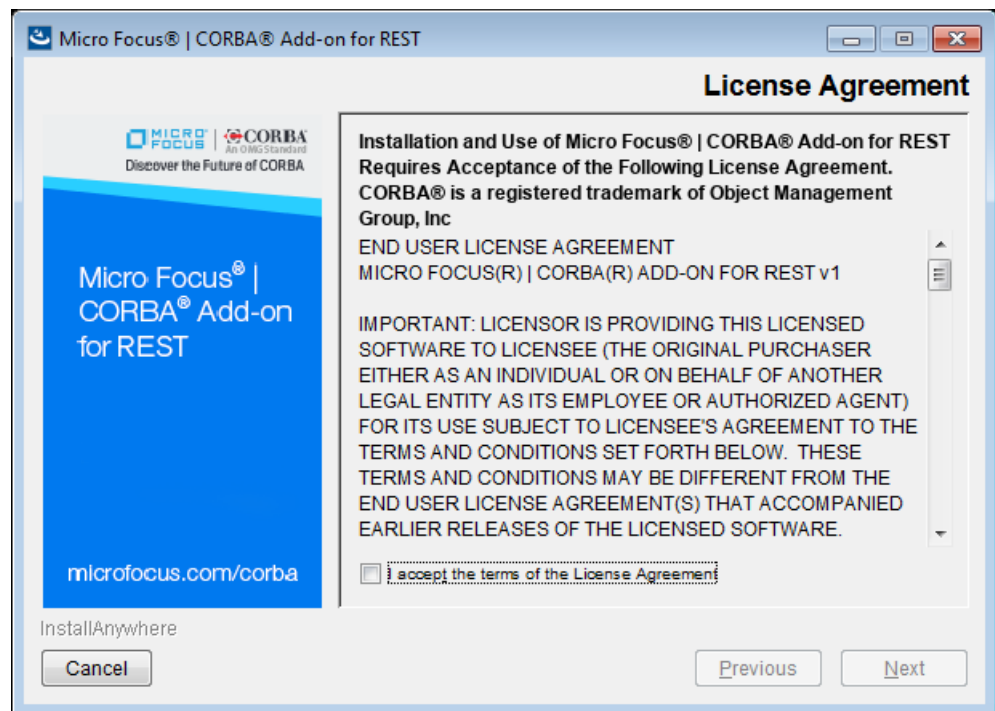 Micro Focus® | CORBA® Add-on for REST
License Agreement
MICRO FOCUS | CORBA
An OMG Standard
Discover the Future of CORBA
Micro Focus® |
CORBA® Add-on
for REST
microfocus.com/corba
Installation and Use of Micro Focus® | CORBA® Add-on for REST
Requires Acceptance of the Following License Agreement.
CORBA® is a registered trademark of Object Management
Group, Inc
END USER LICENSE AGREEMENT
MICRO FOCUS(R) | CORBA(R) ADD-ON FOR REST v1
IMPORTANT: LICENSOR IS PROVIDING THIS LICENSED
SOFTWARE TO LICENSEE (THE ORIGINAL PURCHASER
EITHER AS AN INDIVIDUAL OR ON BEHALF OF ANOTHER
LEGAL ENTITY AS ITS EMPLOYEE OR AUTHORIZED AGENT)
FOR ITS USE SUBJECT TO LICENSEE'S AGREEMENT TO THE
TERMS AND CONDITIONS SET FORTH BELOW.  THESE
TERMS AND CONDITIONS MAY BE DIFFERENT FROM THE
END USER LICENSE AGREEMENT(S) THAT ACCOMPANIED
EARLIER RELEASES OF THE LICENSED SOFTWARE.
I accept the terms of the License Agreement
InstallAnywhere
Cancel
Previous
Next